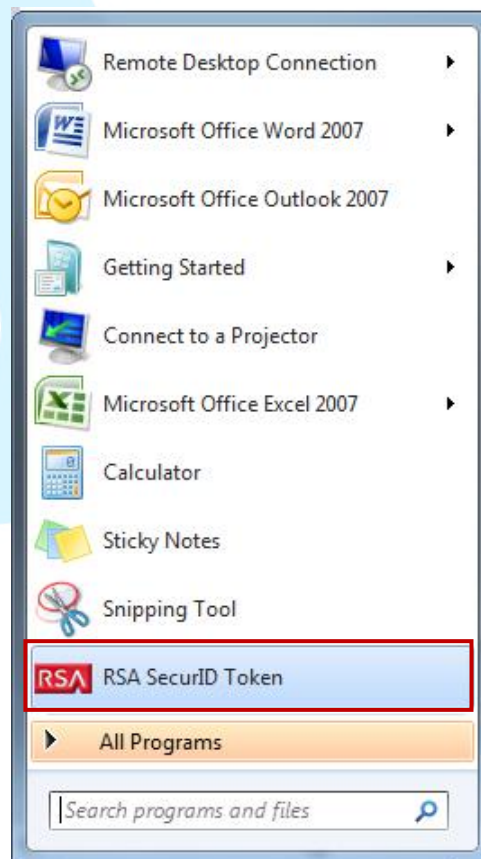 Remote Desktop Connection
Microsoft Office Word 2007
Microsoft Office Outlook 2007
Getting Started
Connect to a Projector
Microsoft Office Excel 2007
Calculator
Sticky Notes
Snipping Tool
RSA RSA SecurID Token
All Programs
Search programs and files